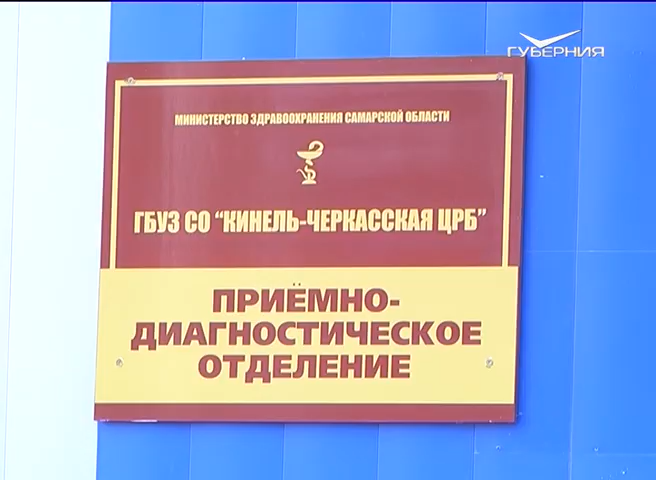 ГУБЕРНИЯ
МИНИСТЕРСТВО ЗДРАВООХРАНЕНИЯ САМАРСКОЙ ОБЛАСТИ
ГБУЗ СО "КИНЕЛЬ-ЧЕРКАССКАЯ ЦРБ"
ПРИЁМНО-
ДИАГНОСТИЧЕСКОЕ
ОТДЕЛЕНИЕ